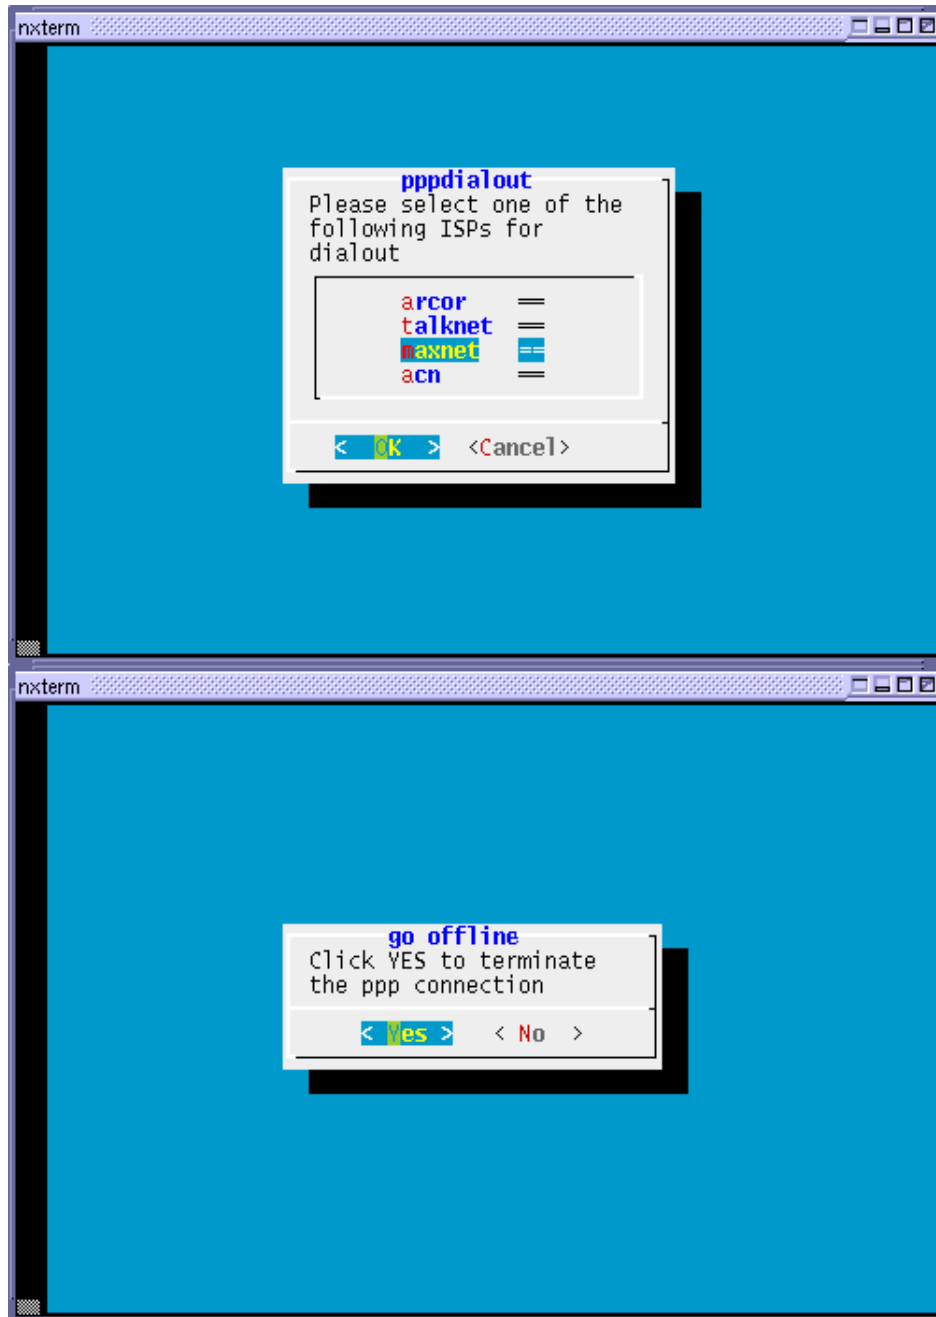 nxterm
pppdialout
Please select one of the
following ISPs for
dialout
arcor ==
talknet ==
maxnet ==
acn ==
< OK > <Cancel>
nxterm
go offline
Click YES to terminate
the ppp connection
< Yes > < No >